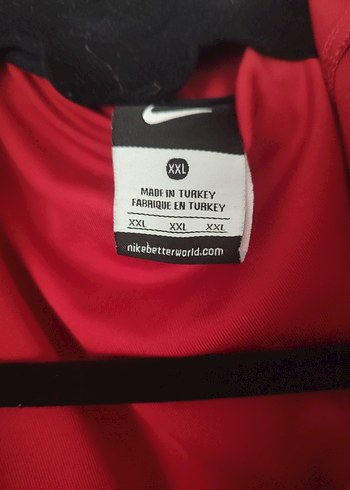 XXL
MADE IN TURKEY
FABRIQUE EN TURKEY
XXL XXL XXL
nikebetterworld.com